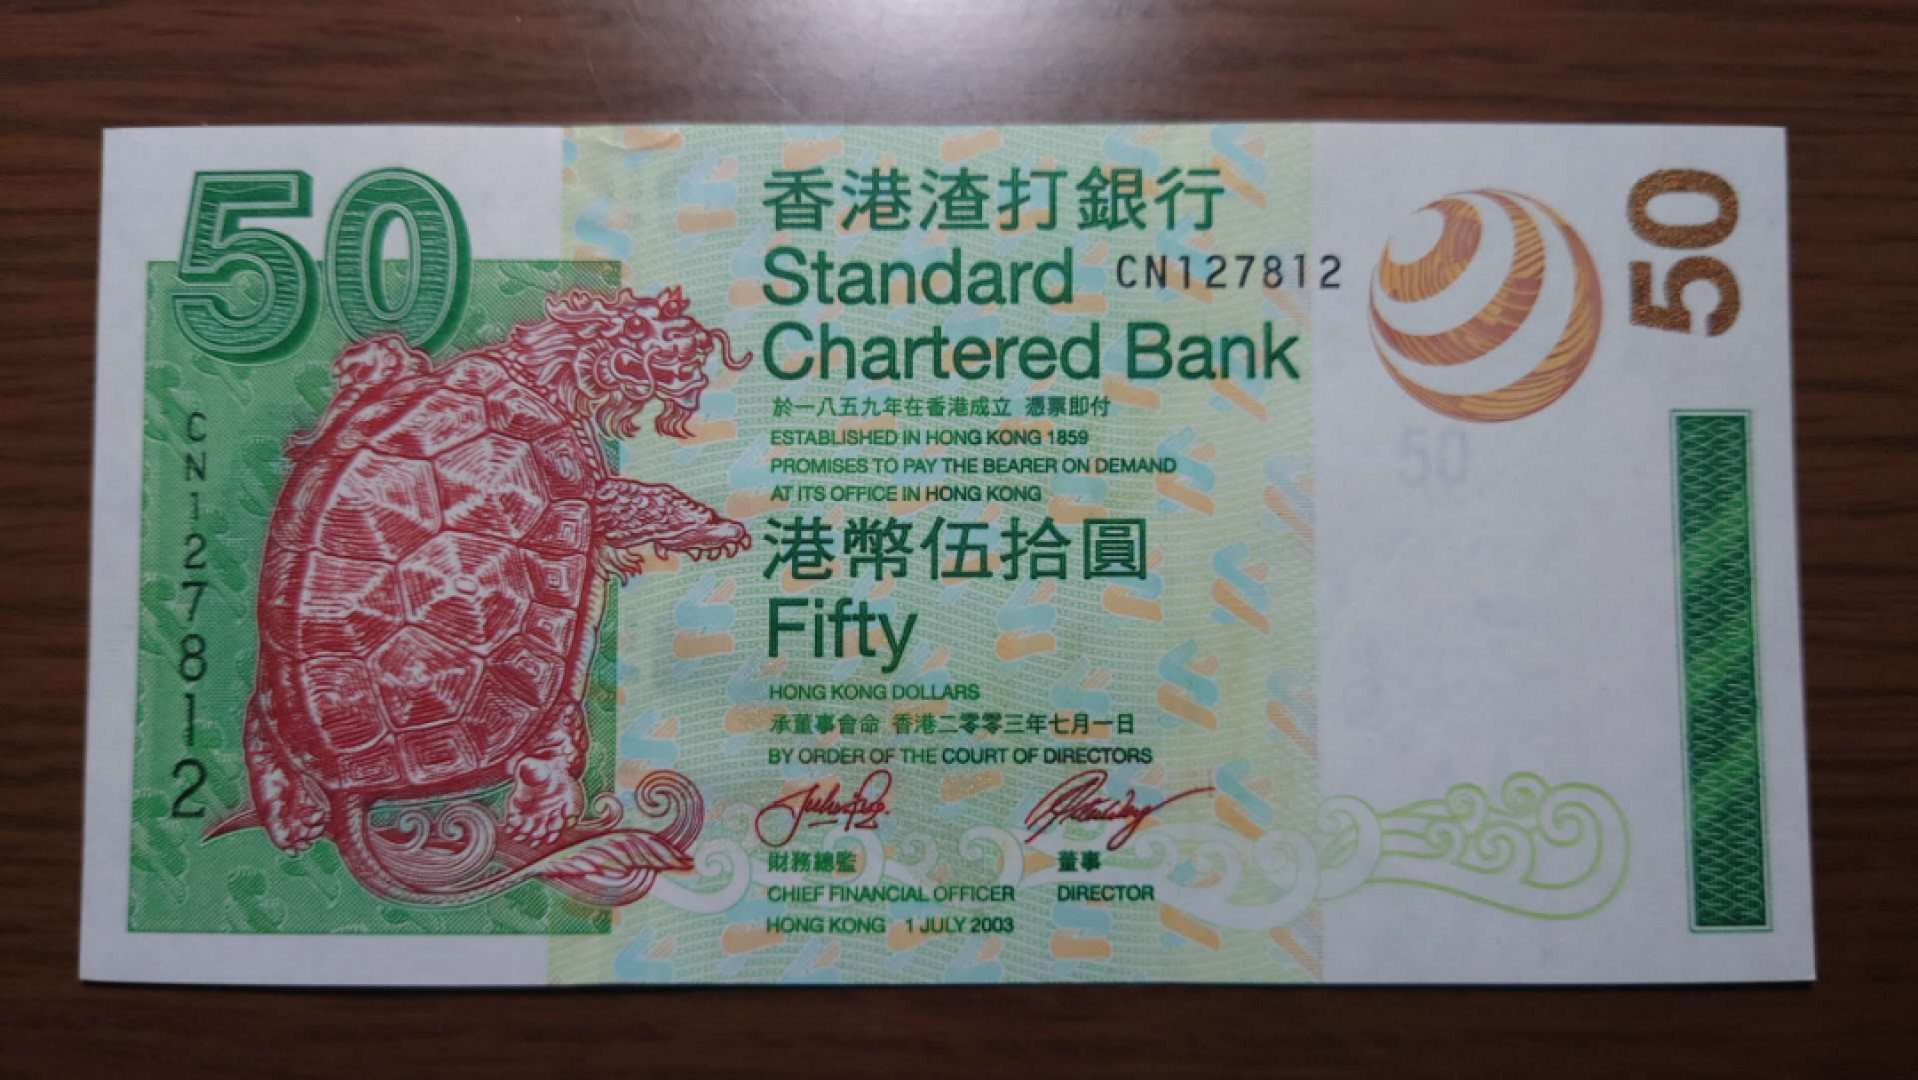 50
香港渣打銀行
Standard
Chartered Bank
CN127812
50
於一八五九年在香港成立 憑票即付
ESTABLISHED IN HONG KONG 1859
PROMISES TO PAY THE BEARER ON DEMAND
AT ITS OFFICE IN HONG KONG
50
CN127812
港幣伍拾圓
Fifty
HONG KONG DOLLARS
承董事會命 香港二零零三年七月一日
BY ORDER OF THE COURT OF DIRECTORS
財務總監 董事
CHIEF FINANCIAL OFFICER DIRECTOR
HONG KONG 1 JULY 2003